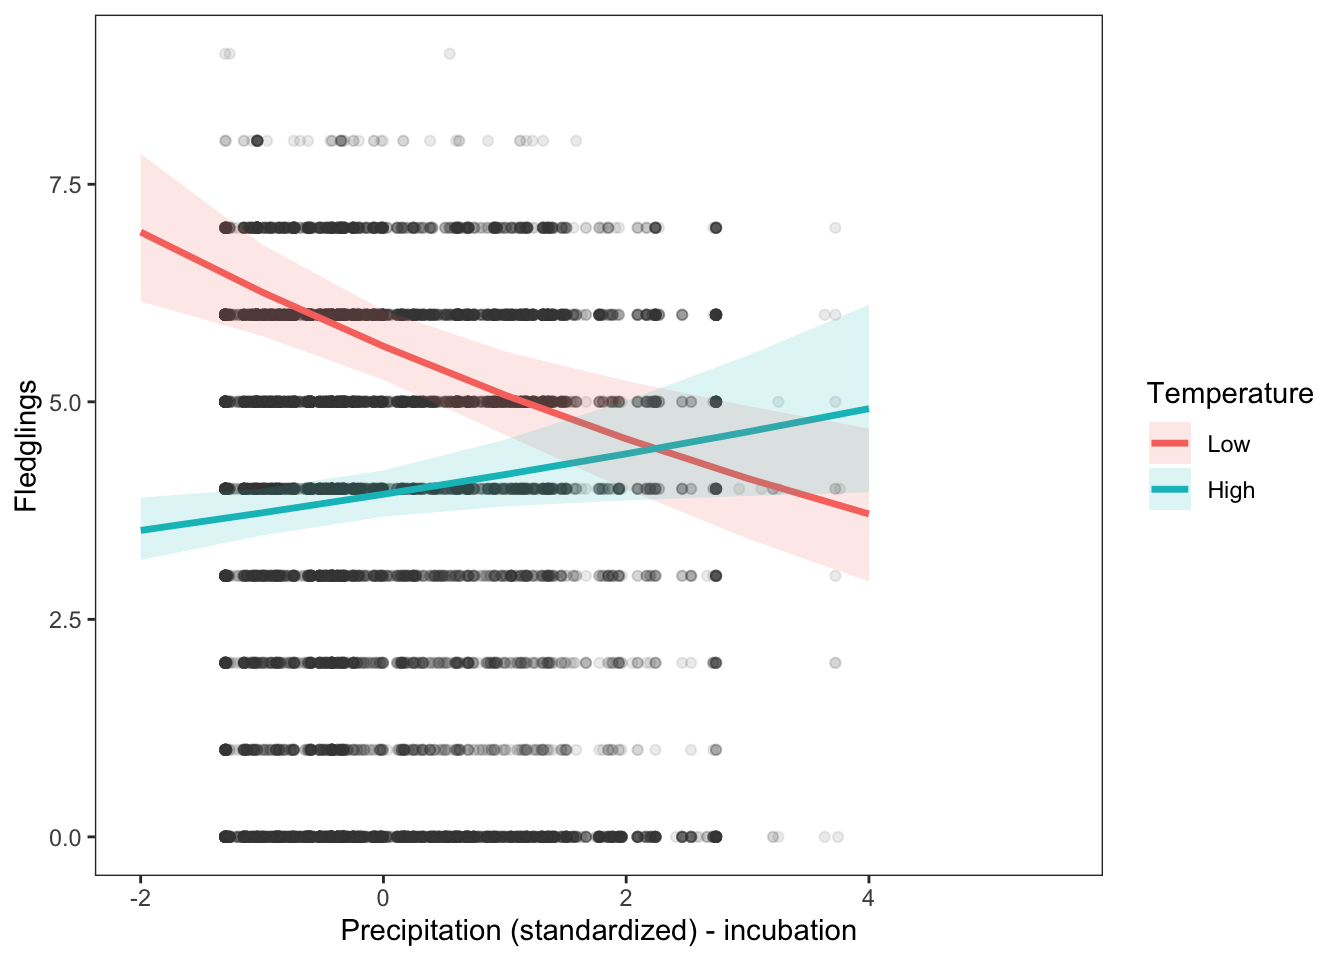 7.5
5.0
2.5
0.0
Fledglings
-2
0
2
4
Precipitation (standardized) - incubation
Temperature
Low
High